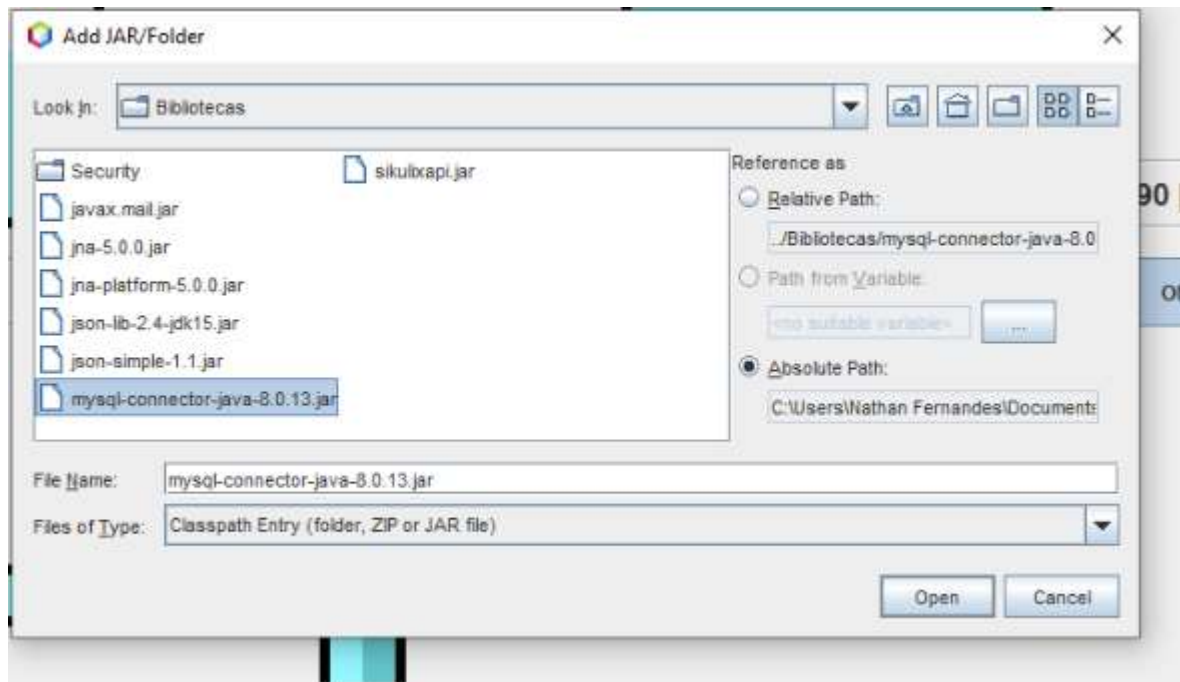 Add JAR/Folder
Look In: Bibliotecas
Security
javax.mail.jar
jna-5.0.0.jar
jna-platform-5.0.0.jar
json-lib-2.4-jdk15.jar
json-simple-1.1.jar
mysql-connector-java-8.0.13.jar
sikulixapi.jar
Reference as
Relative Path:
../Bibliotecas/mysql-connector-java-8.0
Path from Variable:
<no suitable variable>
...
Absolute Path:
C:\Users\Nathan Fernandes\Documents
File Name: mysql-connector-java-8.0.13.jar
Files of Type: Classpath Entry (folder, ZIP or JAR file)
Open Cancel
90